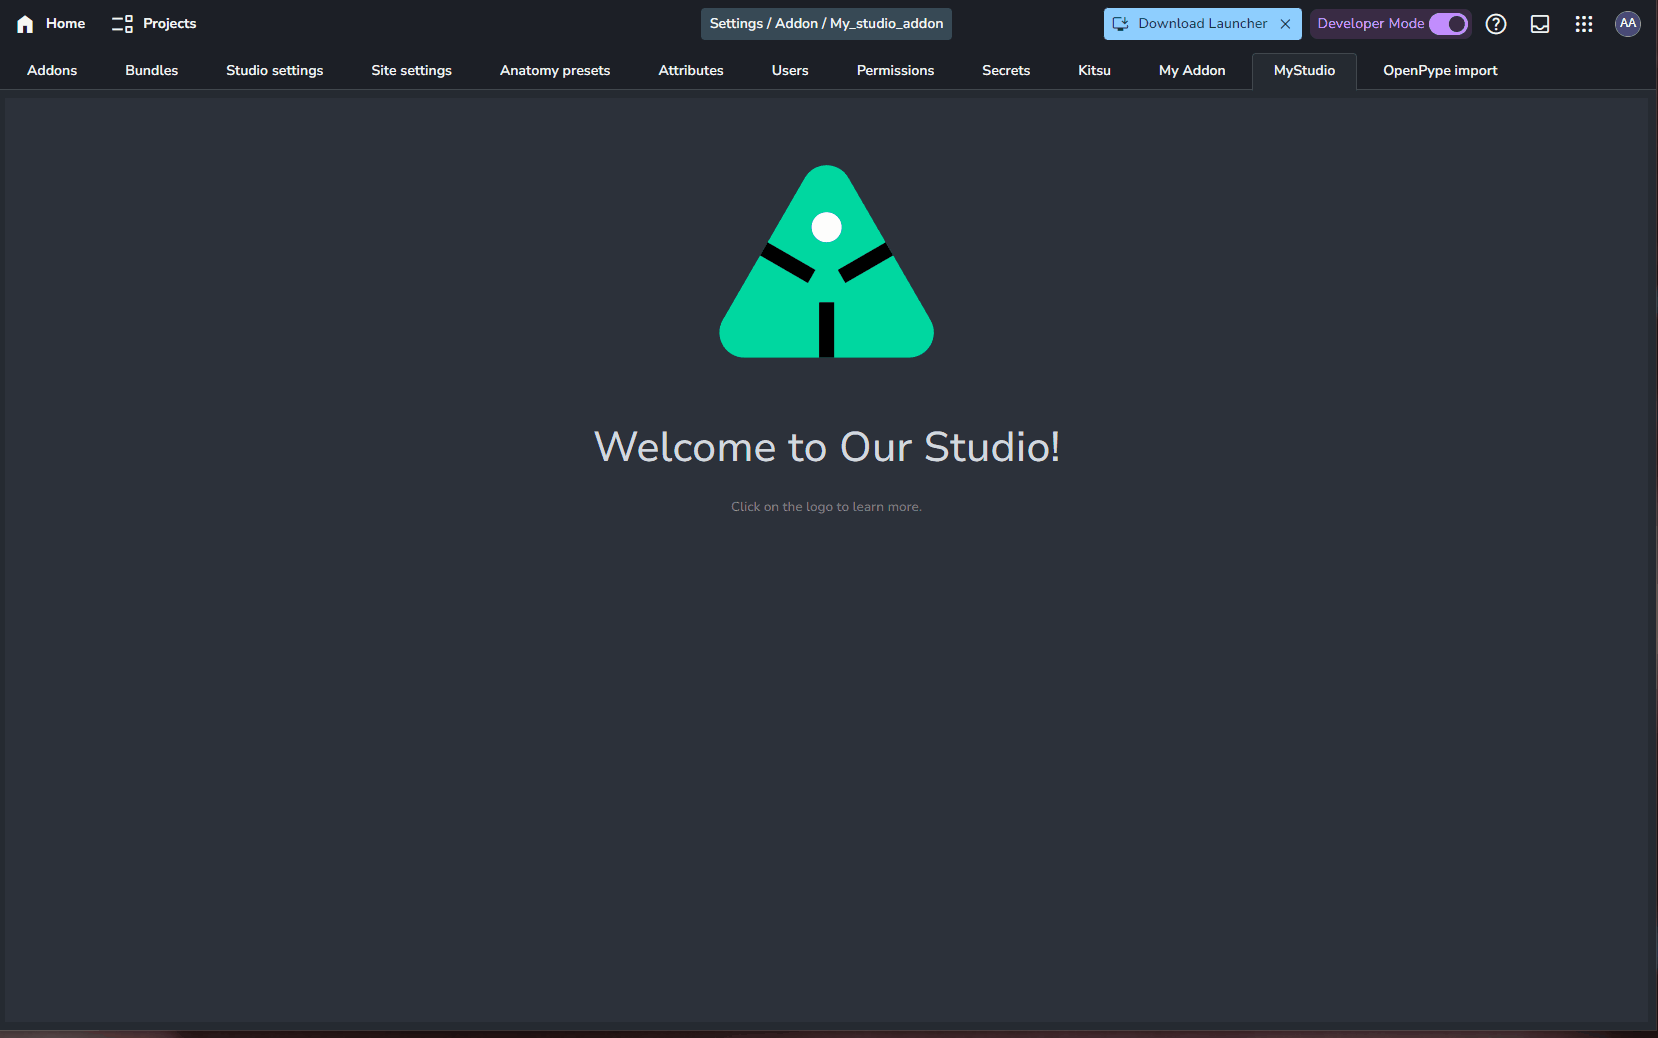 Home Projects Settings / Addon / My_studio_addon Download Launcher Developer Mode AA
Addons Bundles Studio settings Site settings Anatomy presets Attributes Users Permissions Secrets Kitsu My Addon MyStudio OpenPype import
Welcome to Our Studio!
Click on the logo to learn more.